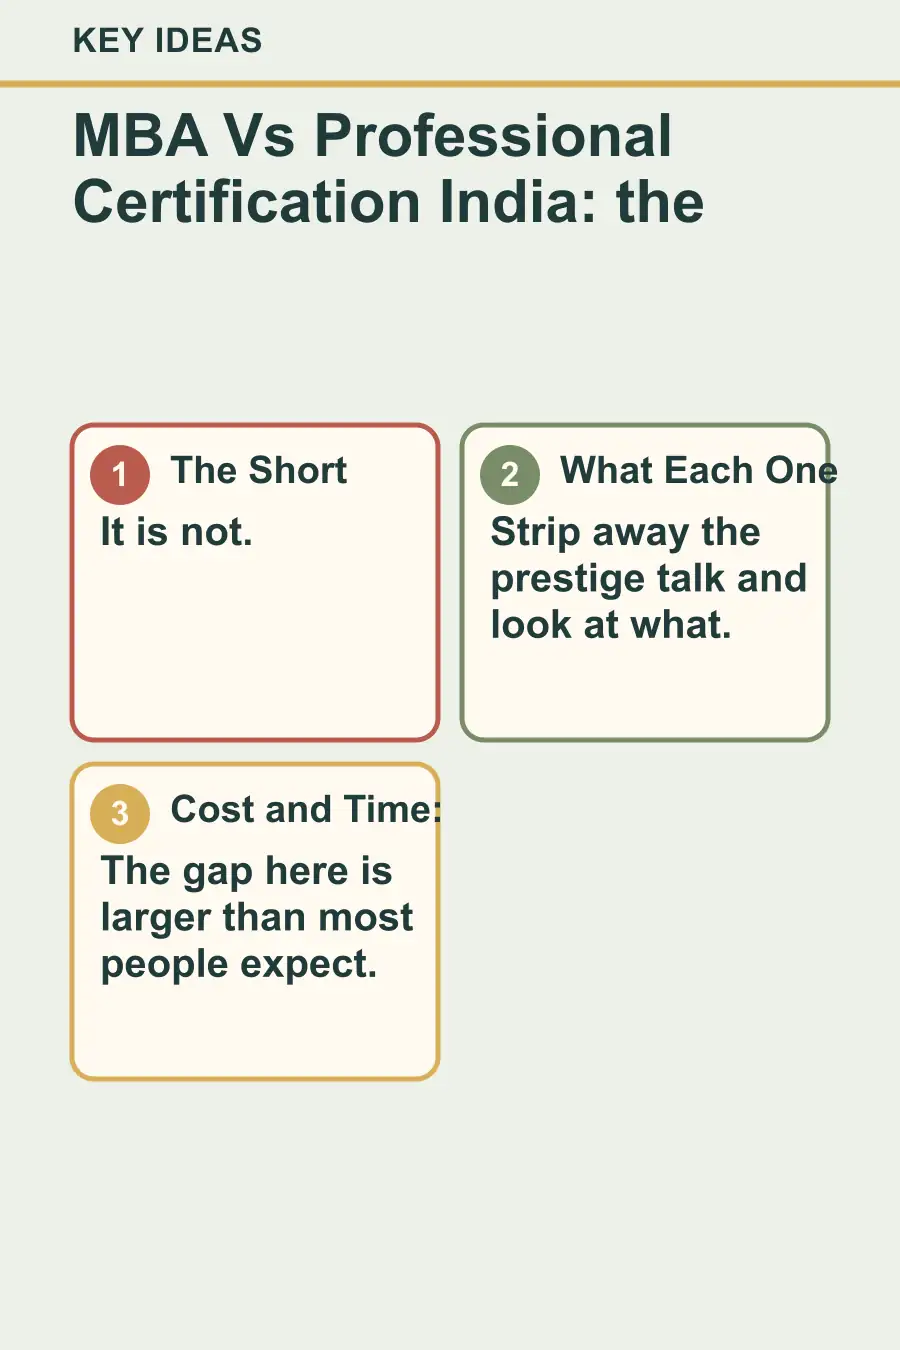 KEY IDEAS
MBA Vs Professional
Certification India: the
1
The Short
It is not.
2
What Each One
Strip away the
prestige talk and
look at what.
3
Cost and Time:
The gap here is
larger than most
people expect.